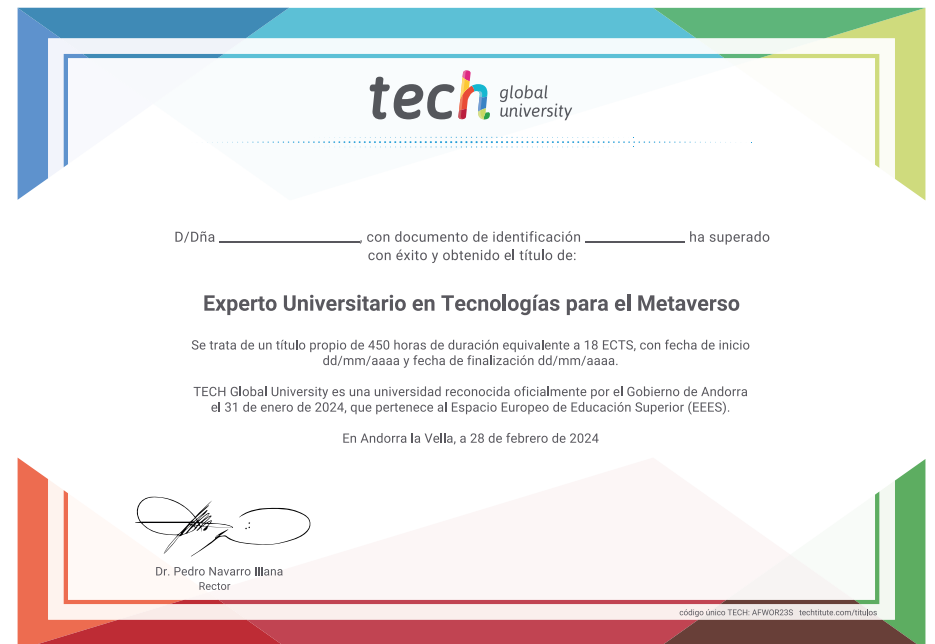 tech global
university
D/Dña ______________, con documento de identificación __________ ha superado
con éxito y obtenido el título de:
Experto Universitario en Tecnologías para el Metaverso
Se trata de un título propio de 450 horas de duración equivalente a 18 ECTS, con fecha de inicio
dd/mm/aaaa y fecha de finalización dd/mm/aaaa.
TECH Global University es una universidad reconocida oficialmente por el Gobierno de Andorra
el 31 de enero de 2024, que pertenece al Espacio Europeo de Educación Superior (EEES).
En Andorra la Vella, a 28 de febrero de 2024
Dr. Pedro Navarro Illana
Rector
código único TECH: AFWOR23S techtitute.com/titulos